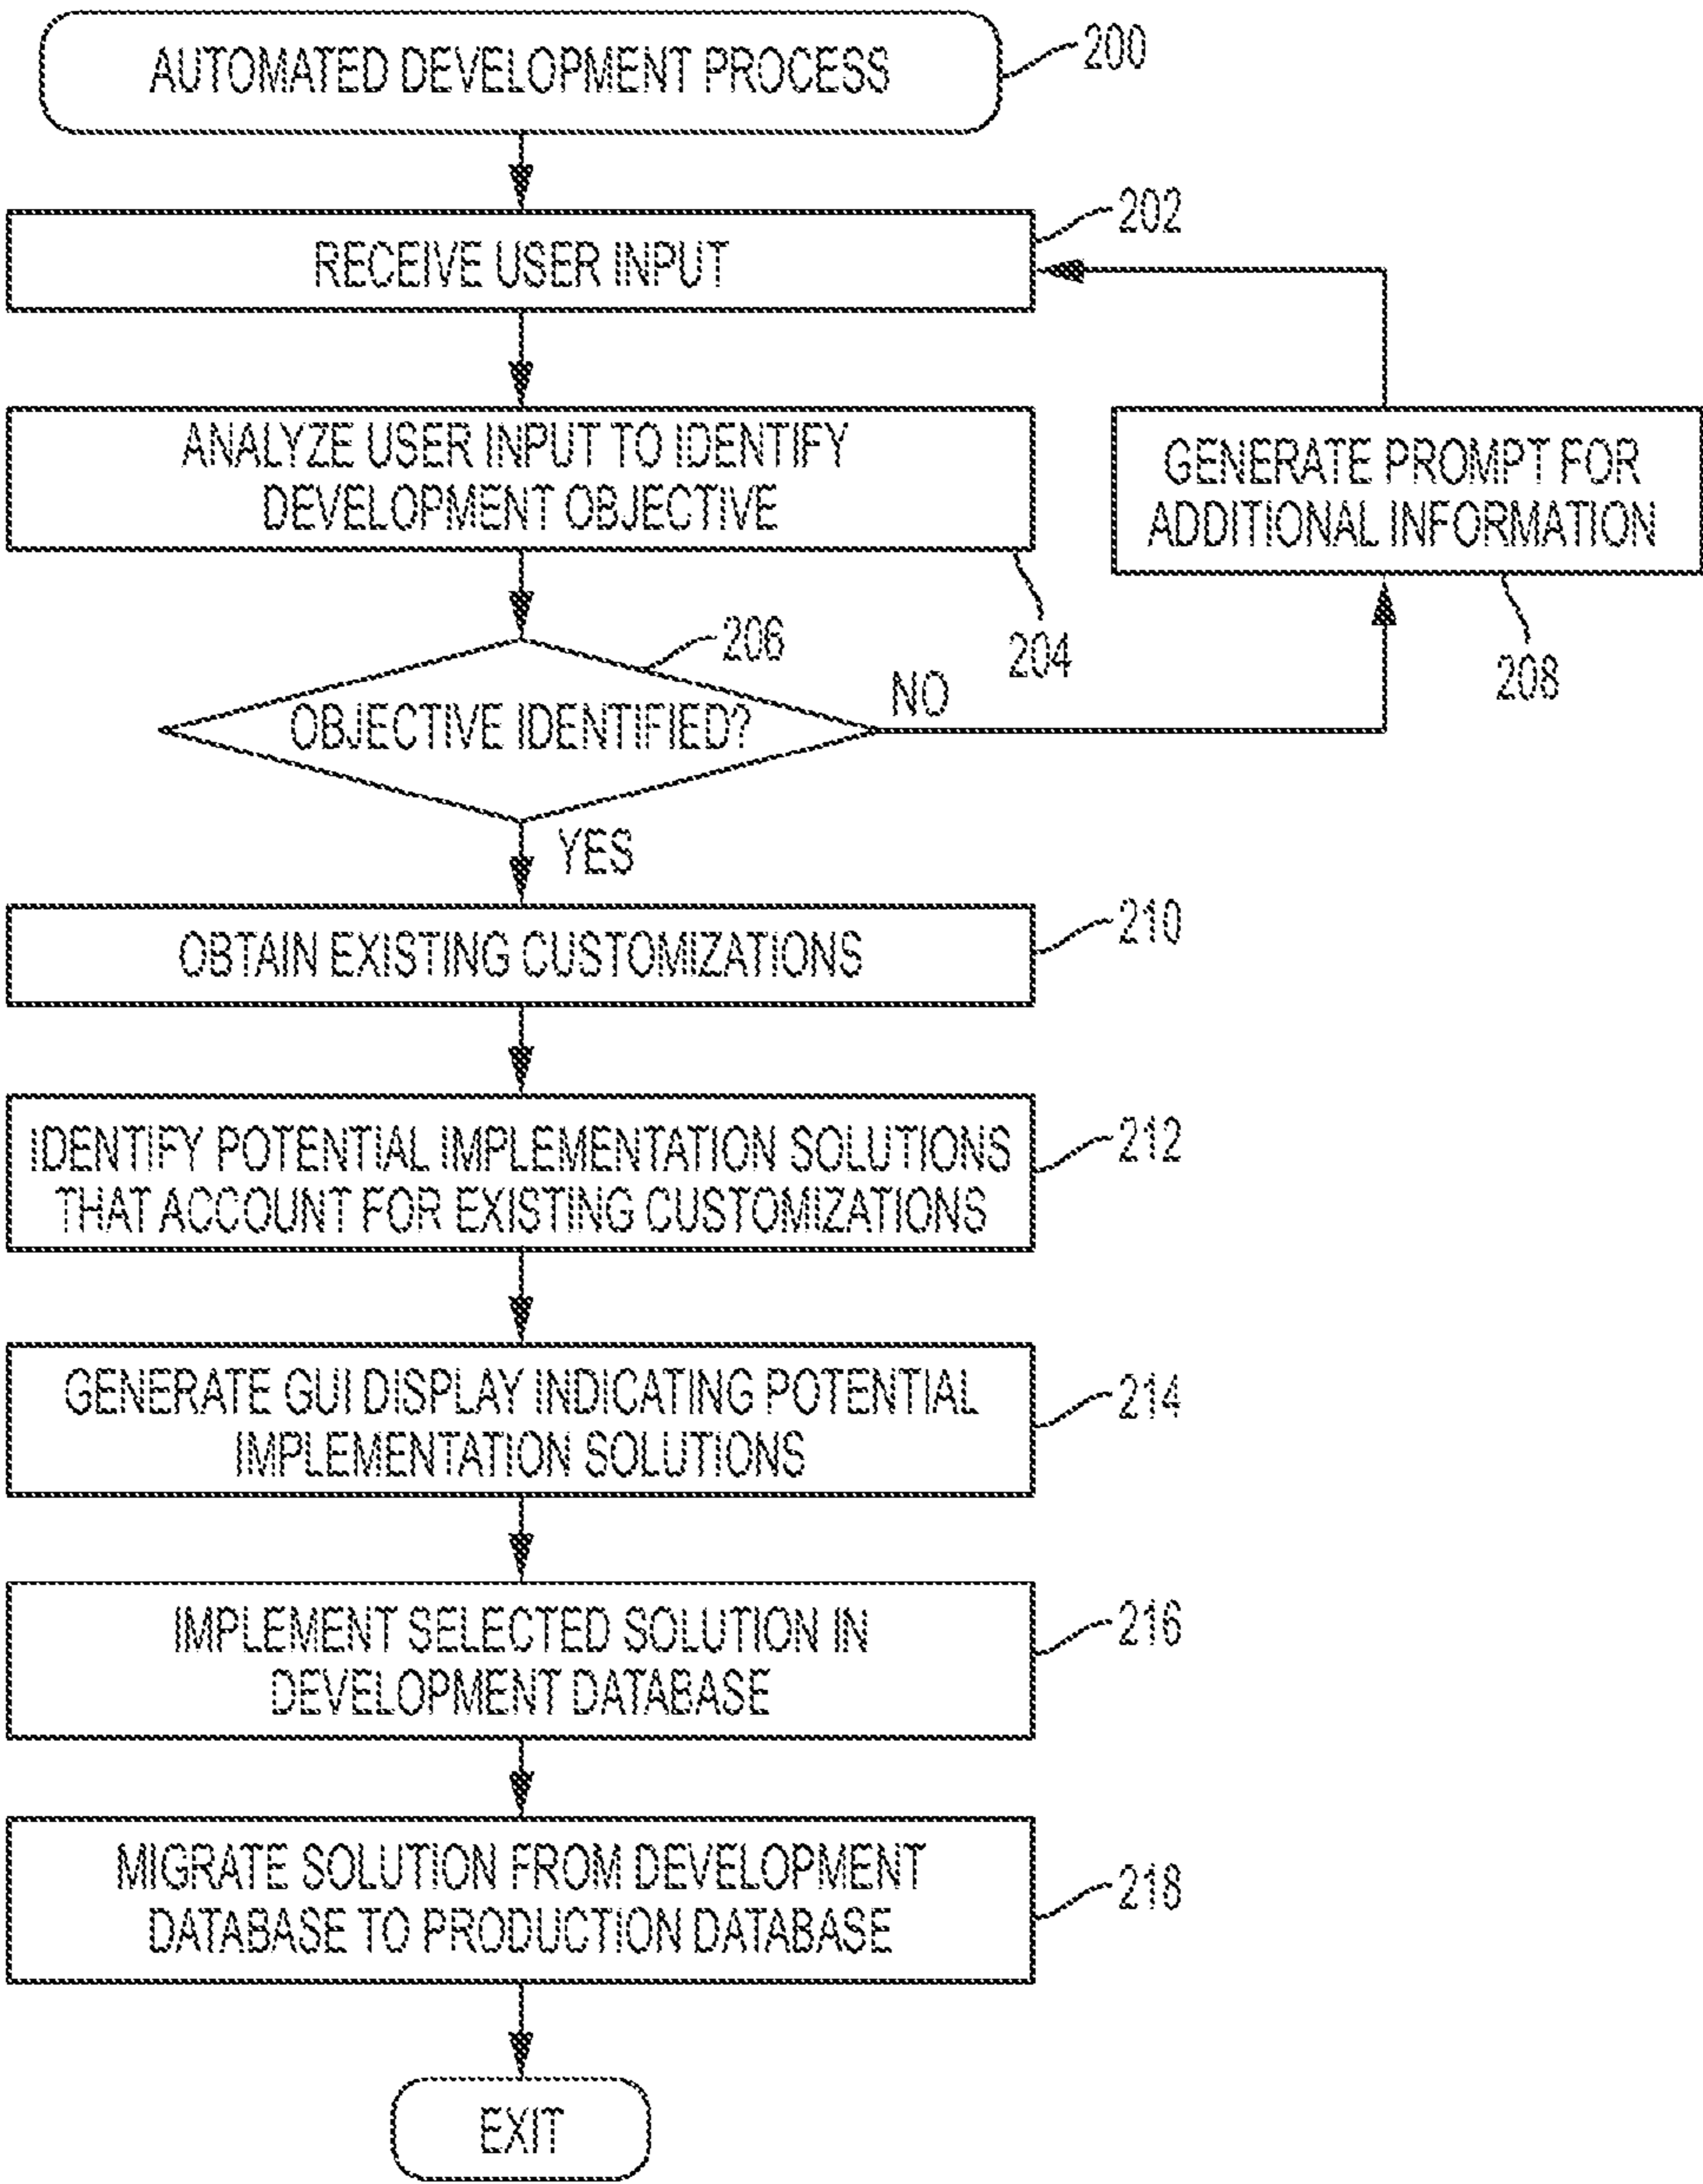 AUTOMATED DEVELOPMENT PROCESS
200
RECEIVE USER INPUT
202
ANALYZE USER INPUT TO IDENTIFY
DEVELOPMENT OBJECTIVE
204
GENERATE PROMPT FOR
ADDITIONAL INFORMATION
208
206
OBJECTIVE IDENTIFIED?
NO
YES
OBTAIN EXISTING CUSTOMIZATIONS
210
IDENTIFY POTENTIAL IMPLEMENTATION SOLUTIONS
THAT ACCOUNT FOR EXISTING CUSTOMIZATIONS
212
GENERATE GUI DISPLAY INDICATING POTENTIAL
IMPLEMENTATION SOLUTIONS
214
IMPLEMENT SELECTED SOLUTION IN
DEVELOPMENT DATABASE
216
MIGRATE SOLUTION FROM DEVELOPMENT
DATABASE TO PRODUCTION DATABASE
218
EXIT